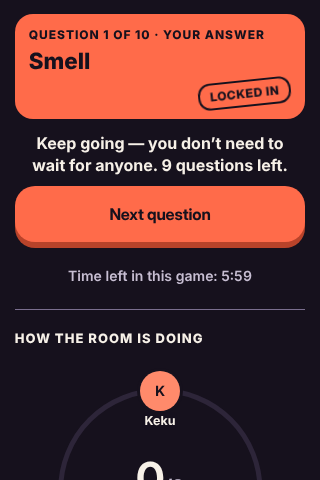 QUESTION 1 OF 10 · YOUR ANSWER
Smell
LOCKED IN
Keep going — you don’t need to
wait for anyone. 9 questions left.
Next question
Time left in this game: 5:59
HOW THE ROOM IS DOING
K
Keku